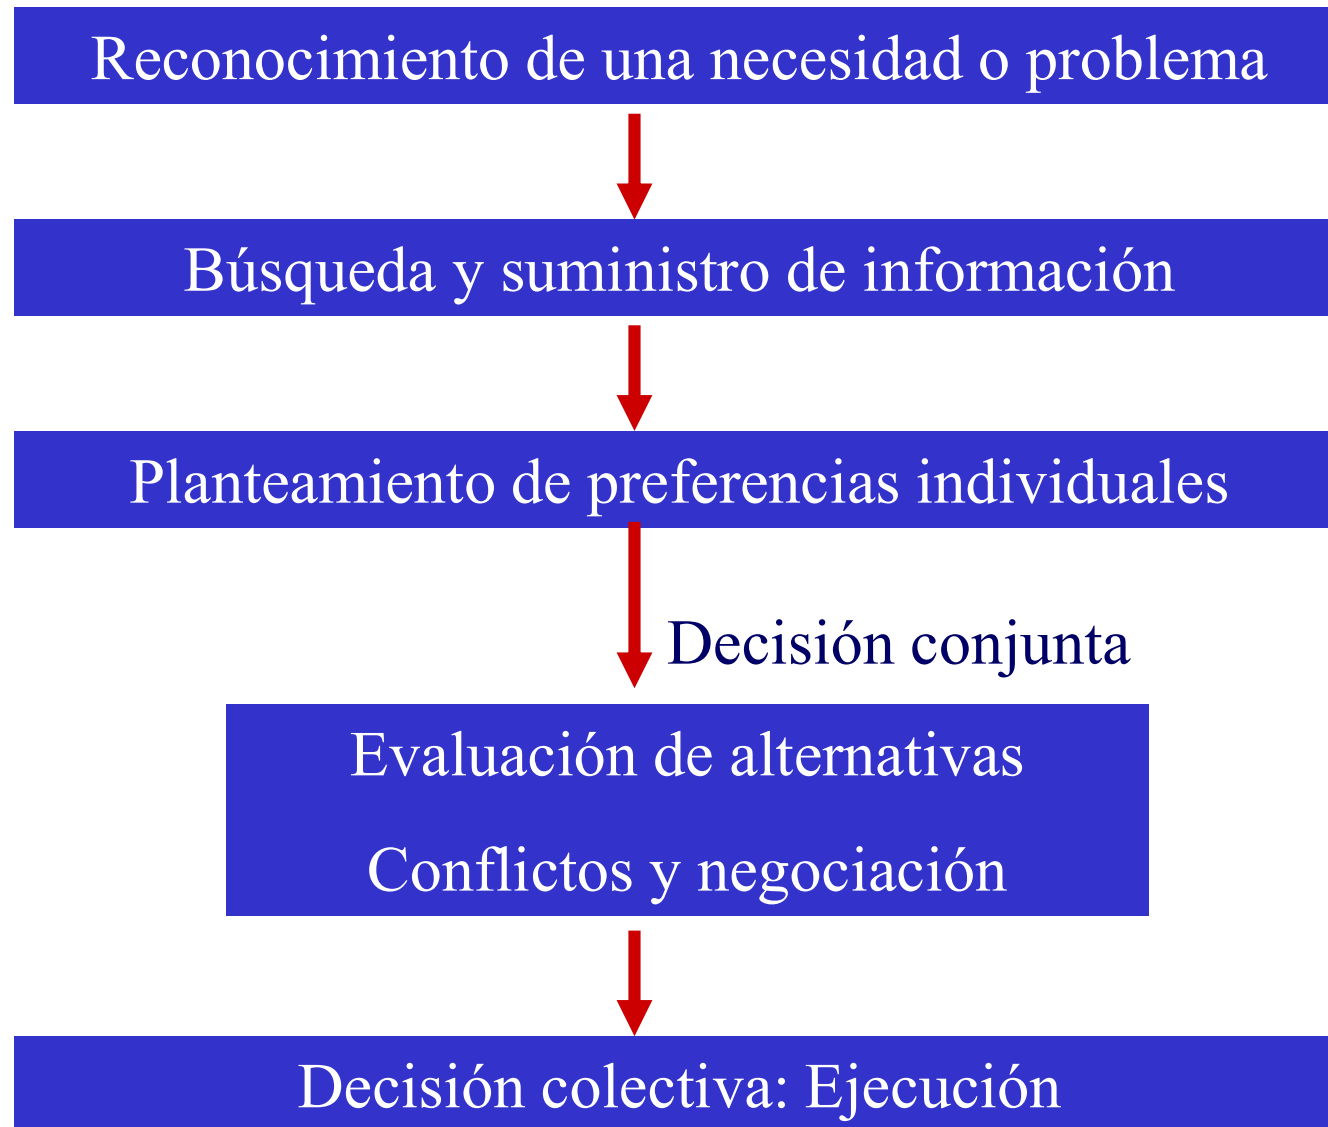 Reconocimiento de una necesidad o problema
Búsqueda y suministro de información
Planteamiento de preferencias individuales
Decisión conjunta
Evaluación de alternativas
Conflictos y negociación
Decisión colectiva: Ejecución